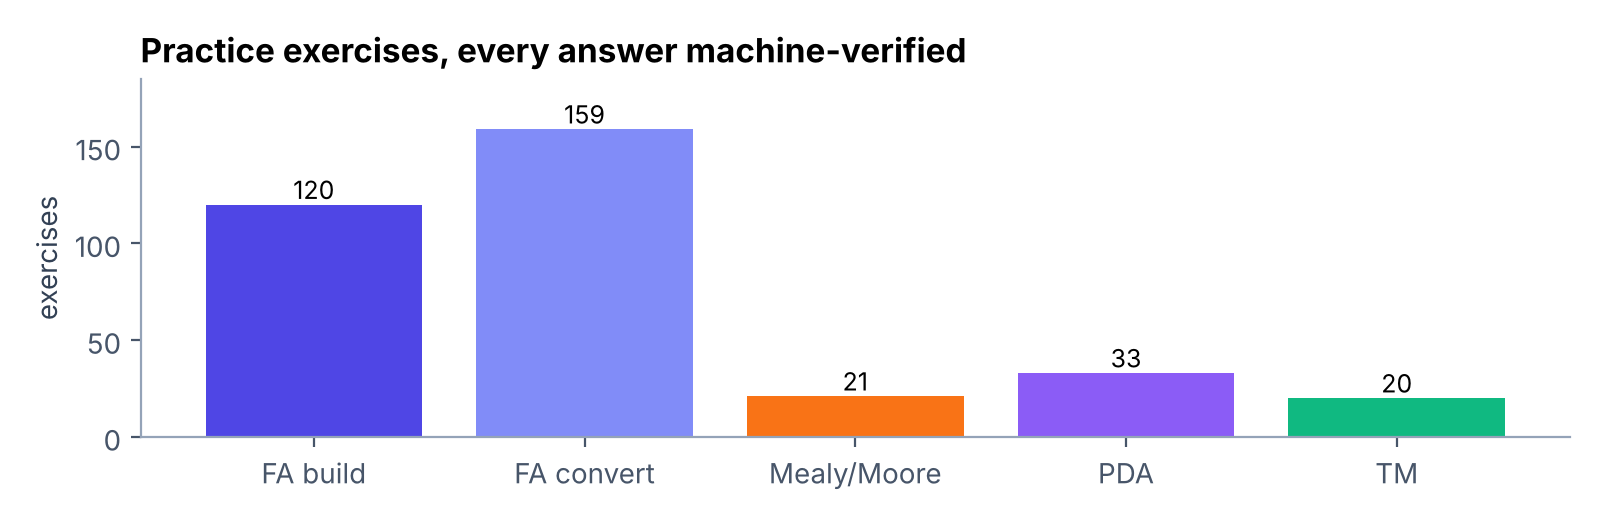 Practice exercises, every answer machine-verified
159
150
120
100
exercises
50
33
21
20
0
FA build
FA convert
Mealy/Moore
PDA
TM